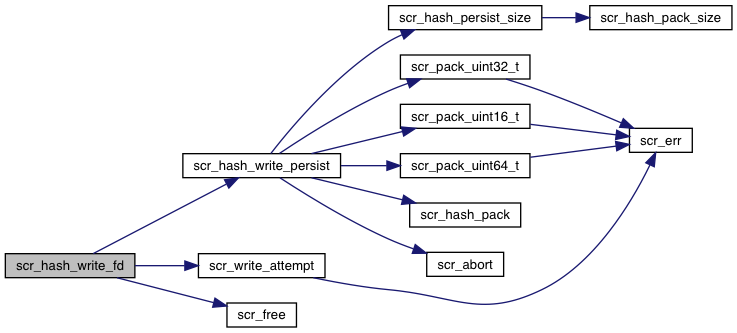 scr_hash_persist_size
scr_hash_pack_size
scr_pack_uint32_t
scr_pack_uint16_t
scr_err
scr_hash_write_persist
scr_pack_uint64_t
scr_hash_pack
scr_hash_write_fd
scr_write_attempt
scr_abort
scr_free